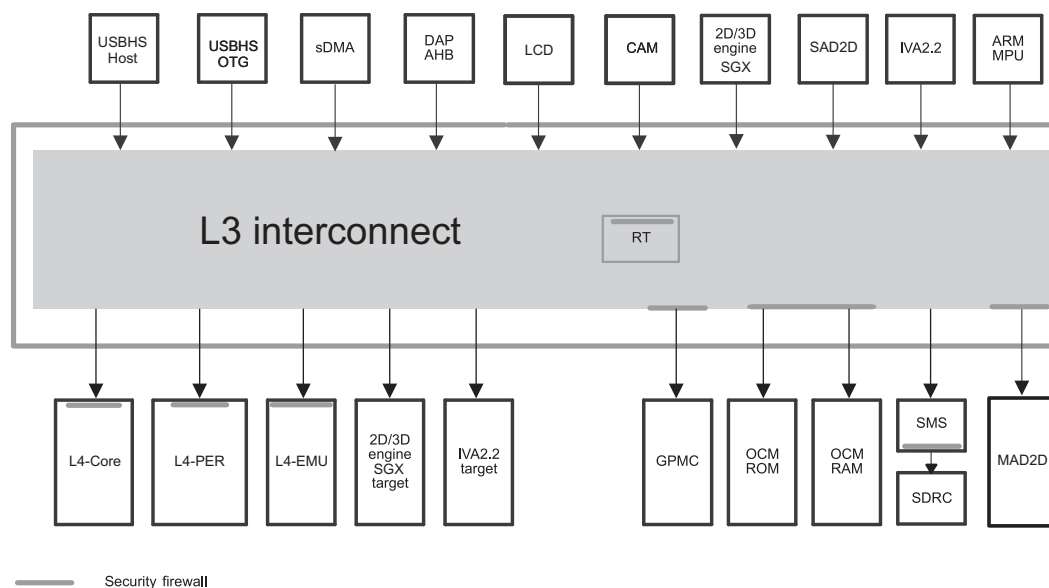 USBHS
Host
USBHS
OTG
sDMA
DAP
AHB
LCD
CAM
2D/3D
engine
SGX
SAD2D
IVA2.2
ARM
MPU
L3 interconnect
RT
L4-Core
L4-PER
L4-EMU
2D/3D
engine
SGX
target
IVA2.2
target
GPMC
OCM
ROM
OCM
RAM
SMS
SDRC
MAD2D
Security firewall